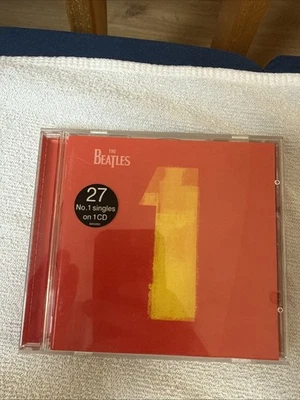 THE
BEATLES
27
No.1 singles
on 1CD
1